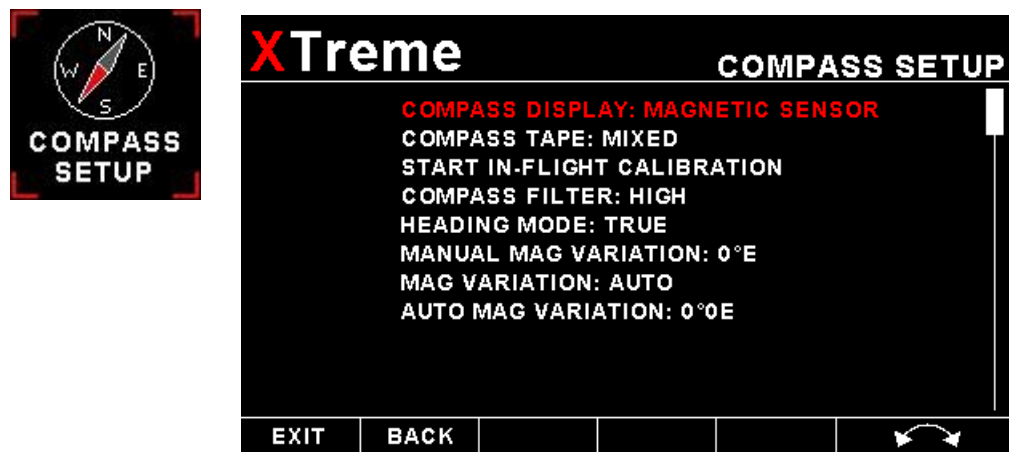 N
W E
S
COMPASS
SETUP
XTreme
COMPASS SETUP
COMPASS DISPLAY: MAGNETIC SENSOR
COMPASS TAPE: MIXED
START IN-FLIGHT CALIBRATION
COMPASS FILTER: HIGH
HEADING MODE: TRUE
MANUAL MAG VARIATION: 0°E
MAG VARIATION: AUTO
AUTO MAG VARIATION: 0°0E
EXIT BACK